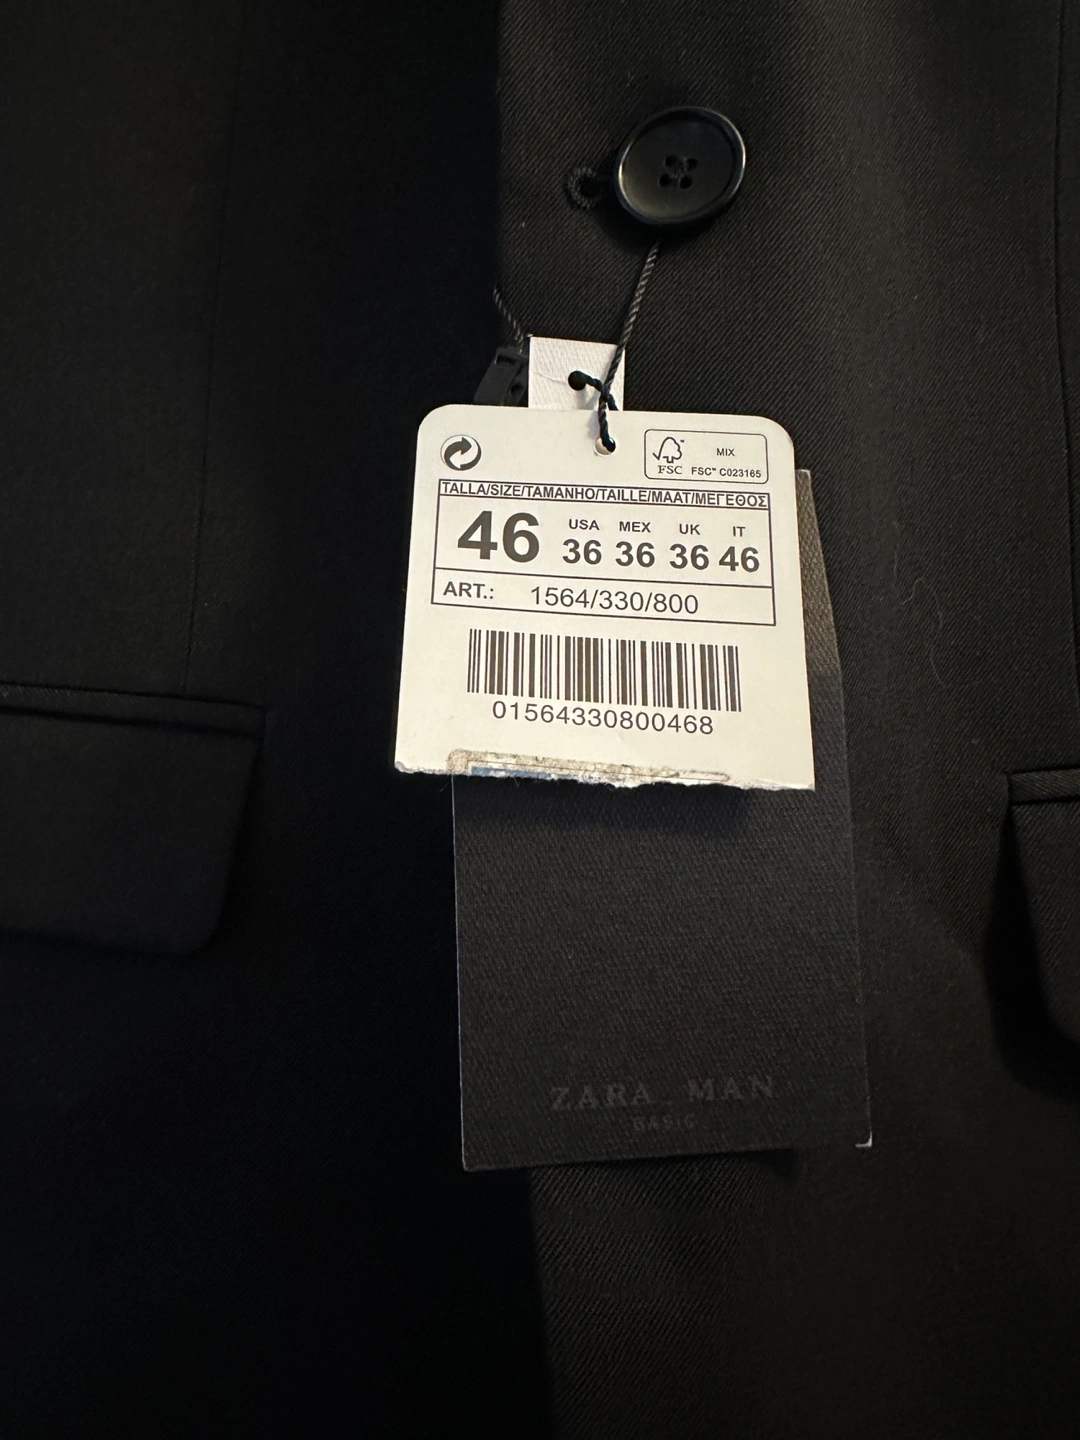 MIX
FSC FSC™ C023165
TALLA/SIZE/TAMANHO/TAILLE/MAAT/ΜΕΓΕΘΟΣ
46 USA 36 MEX 36 UK 36 IT 46
ART.: 1564/330/800
01564330800468
ZARA MAN
BASIC